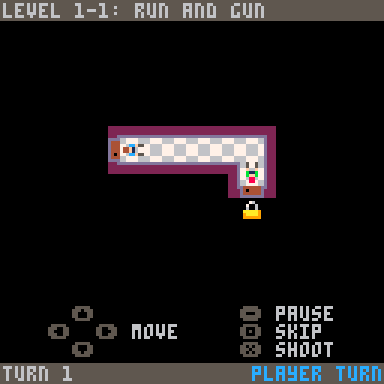 LEVEL 1-1: RUN AND GUN
MOVE
PAUSE
SKIP
SHOOT
TURN 1
PLAYER TURN